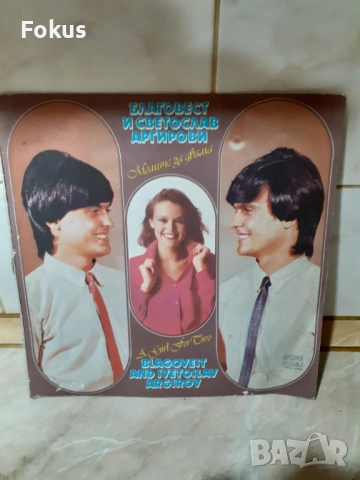 Fokus
БЛАГОВЕСТ
И СВЕТОСЛАВ
АРГИРОВИ
Момиче за двама
A Girl For Two
BLAGOVEST
AND SVETOSLAV
ARGIROV
BAZAR